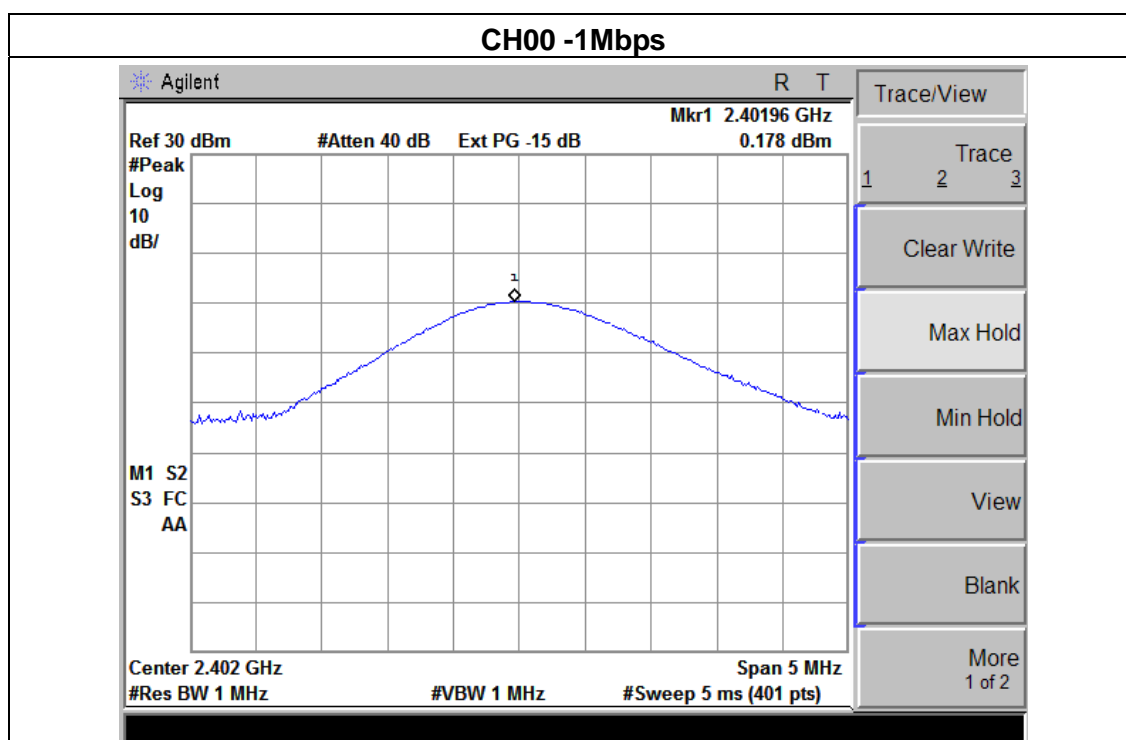 CH00 -1Mbps
Agilent R T
Mkr1 2.40196 GHz
Ref 30 dBm #Atten 40 dB Ext PG -15 dB 0.178 dBm
#Peak
Log
10
dB/
1
M1 S2
S3 FC
AA
Center 2.402 GHz Span 5 MHz
#Res BW 1 MHz #VBW 1 MHz #Sweep 5 ms (401 pts)
Trace/View
Trace
1 2 3
Clear Write
Max Hold
Min Hold
View
Blank
More
1 of 2